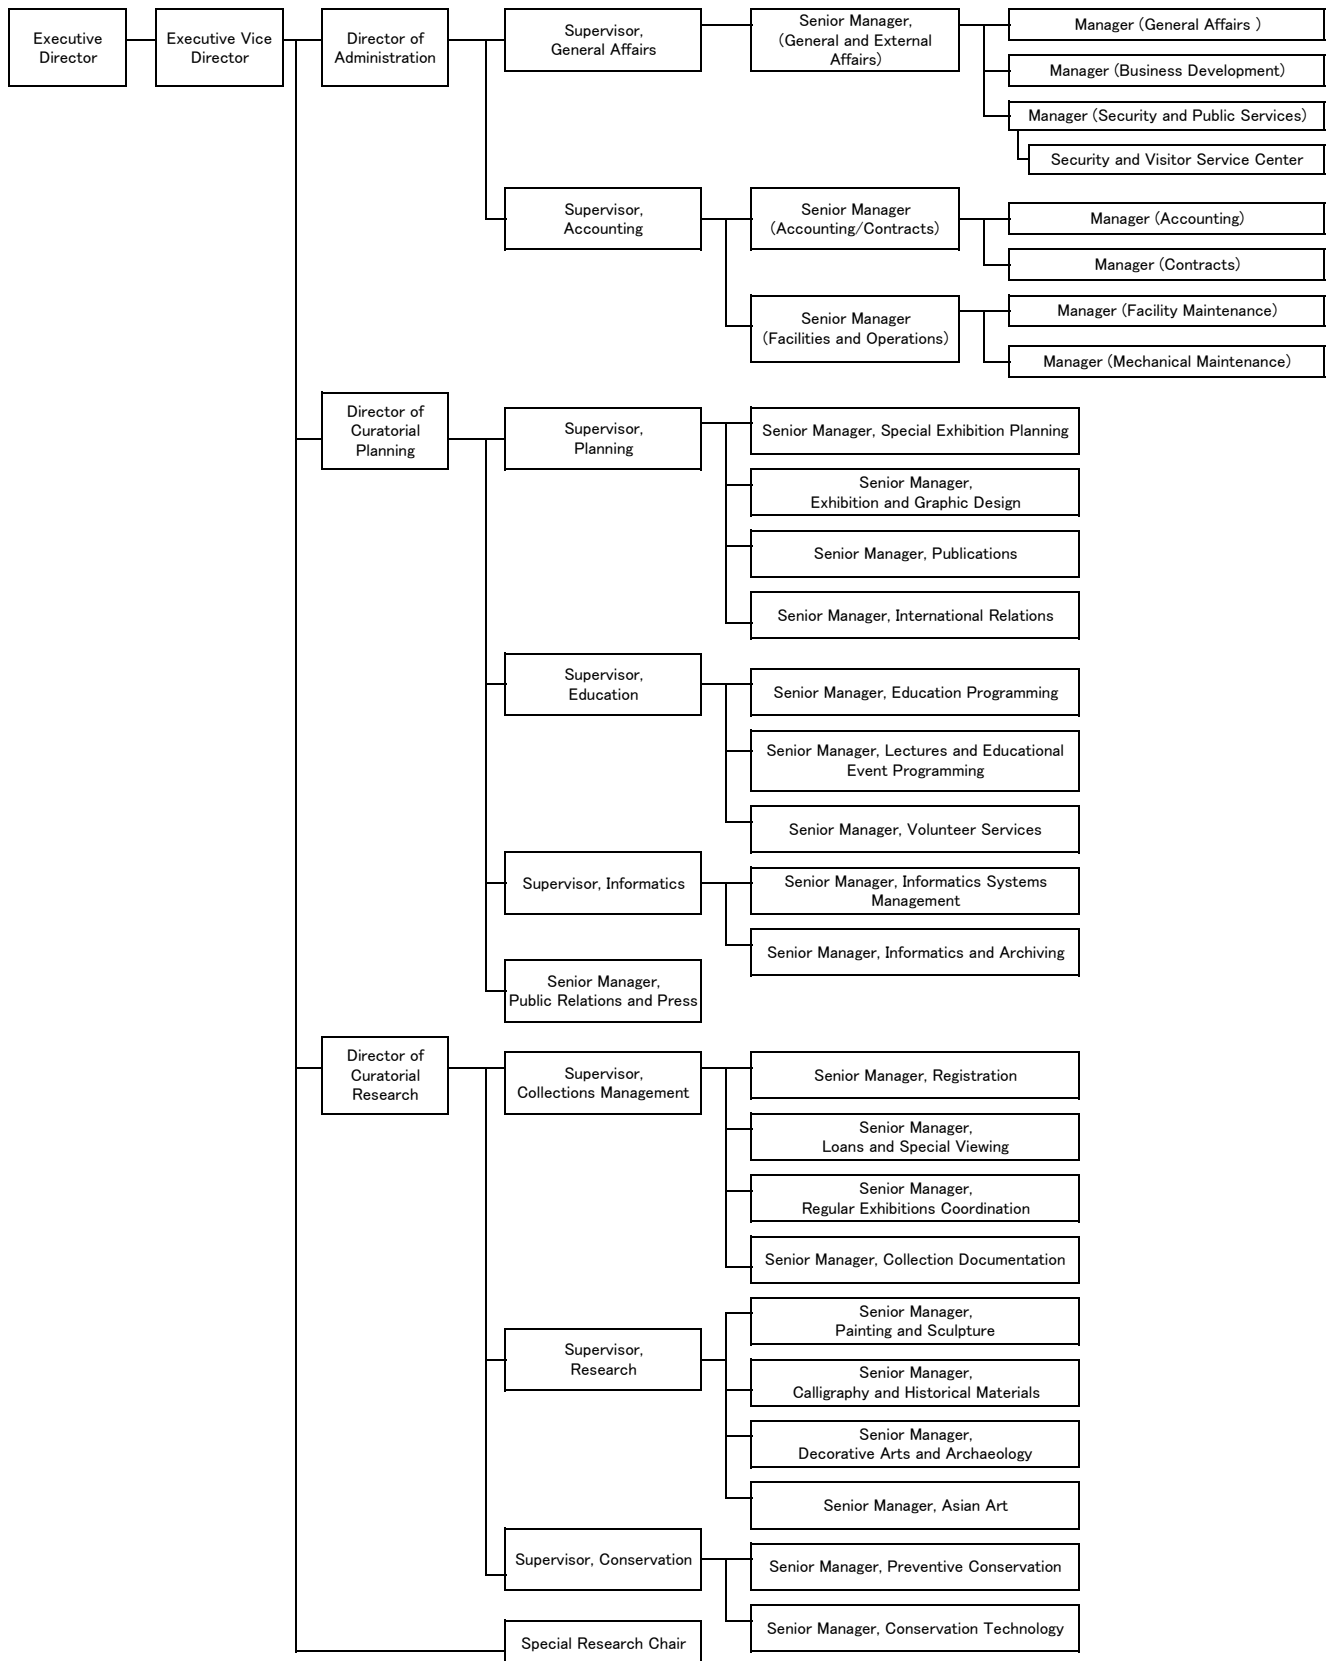 Executive
Director
Executive Vice
Director
Director of
Administration
Supervisor,
General Affairs
Senior Manager,
(General and External
Affairs)
Manager (General Affairs )
Manager (Business Development)
Manager (Security and Public Services)
Security and Visitor Service Center
Supervisor,
Accounting
Senior Manager
(Accounting/Contracts)
Manager (Accounting)
Manager (Contracts)
Senior Manager
(Facilities and Operations)
Manager (Facility Maintenance)
Manager (Mechanical Maintenance)
Director of
Curatorial
Planning
Supervisor,
Planning
Senior Manager, Special Exhibition Planning
Senior Manager,
Exhibition and Graphic Design
Senior Manager, Publications
Senior Manager, International Relations
Supervisor,
Education
Senior Manager, Education Programming
Senior Manager, Lectures and Educational
Event Programming
Senior Manager, Volunteer Services
Supervisor, Informatics
Senior Manager, Informatics Systems
Management
Senior Manager, Informatics and Archiving
Senior Manager,
Public Relations and Press
Director of
Curatorial
Research
Supervisor,
Collections Management
Senior Manager, Registration
Senior Manager,
Loans and Special Viewing
Senior Manager,
Regular Exhibitions Coordination
Senior Manager, Collection Documentation
Supervisor,
Research
Senior Manager,
Painting and Sculpture
Senior Manager,
Calligraphy and Historical Materials
Senior Manager,
Decorative Arts and Archaeology
Senior Manager, Asian Art
Supervisor, Conservation
Senior Manager, Preventive Conservation
Senior Manager, Conservation Technology
Special Research Chair